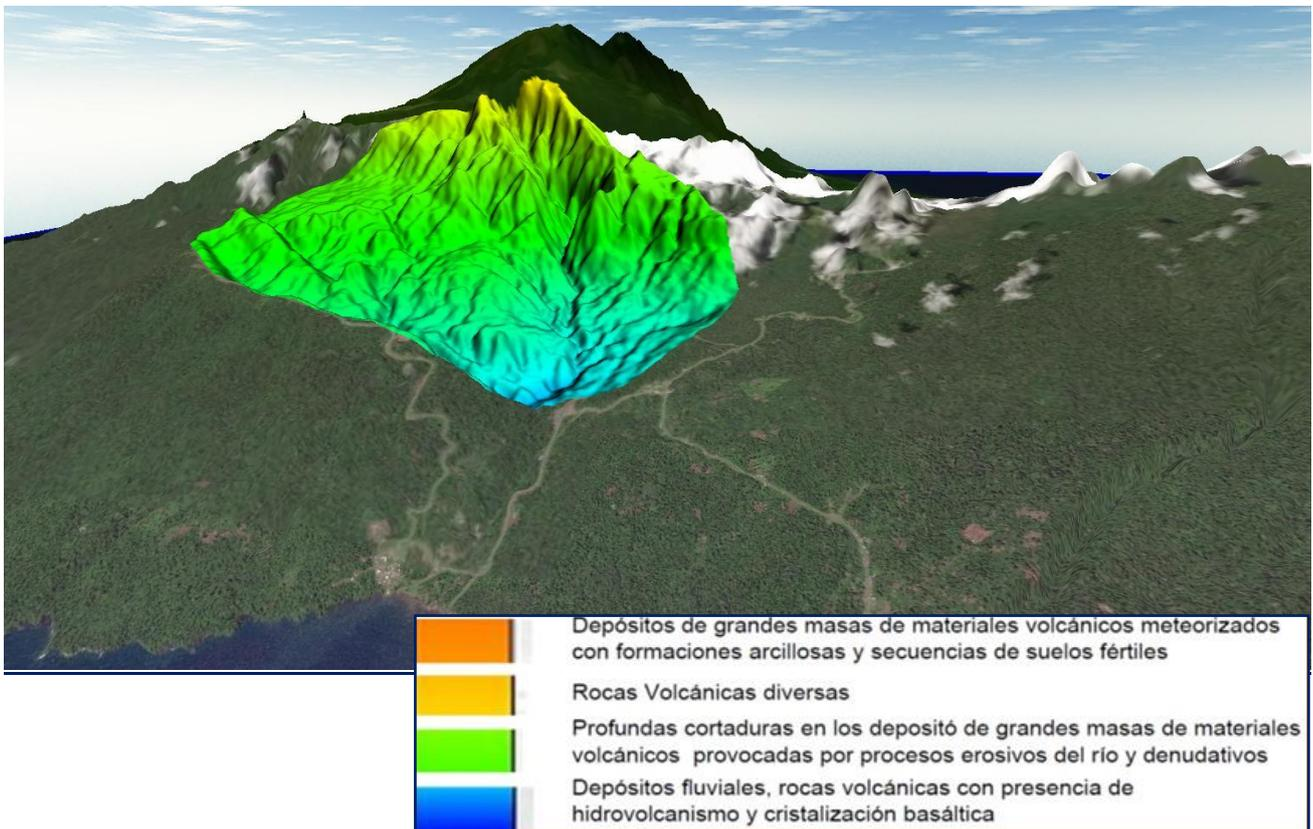 Depósitos de grandes masas de materiales volcánicos meteorizados
con formaciones arcillosas y secuencias de suelos fértiles
Rocas Volcánicas diversas
Profundas cortaduras en los depositó de grandes masas de materiales
volcánicos provocadas por procesos erosivos del río y denudativos
Depósitos fluviales, rocas volcánicas con presencia de
hidrovolcanismo y cristalización basáltica